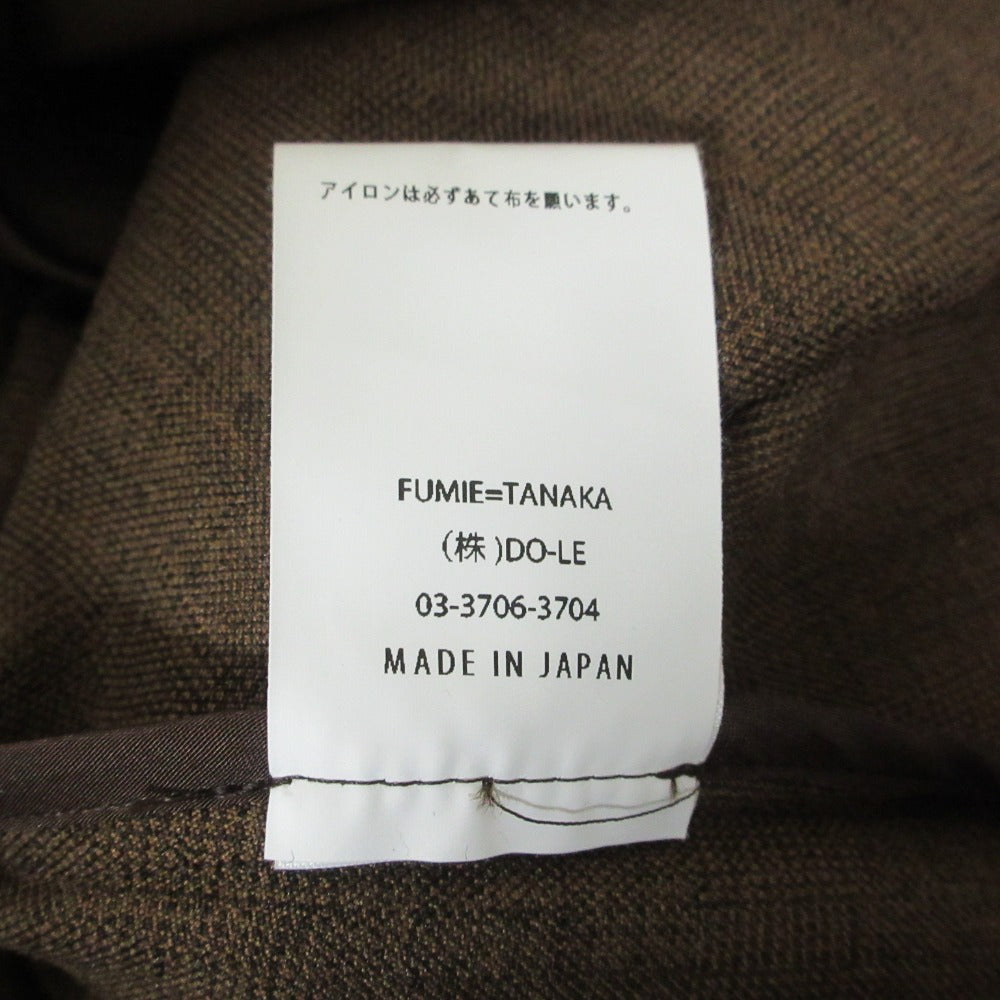 アイロンは必ずあて布を願います。
FUMIE=TANAKA
(株)DO-LE
03-3706-3704
MADE IN JAPAN